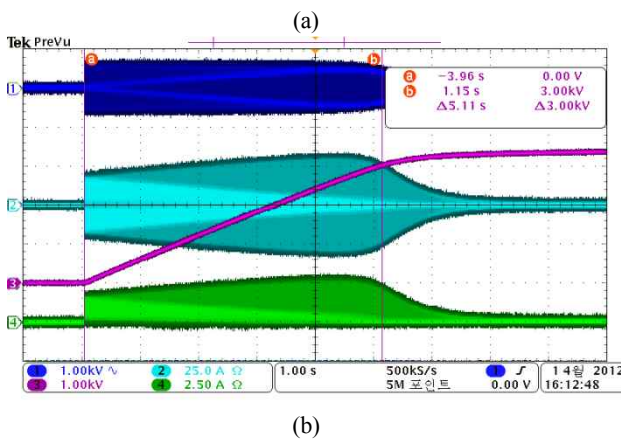 (a)
Tek PreVu
a
b
a -3.96 s 0.00 V
b 1.15 s 3.00kV
Δ5.11 s Δ3.00kV
1
2
3
4
1 1.00kV ∿ 2 25.0 A Ω 1.00 s 500kS/s 1 ƒ 1 4월 2012
3 1.00kV 4 2.50 A Ω 5M 포인트 0.00 V 16:12:48
(b)